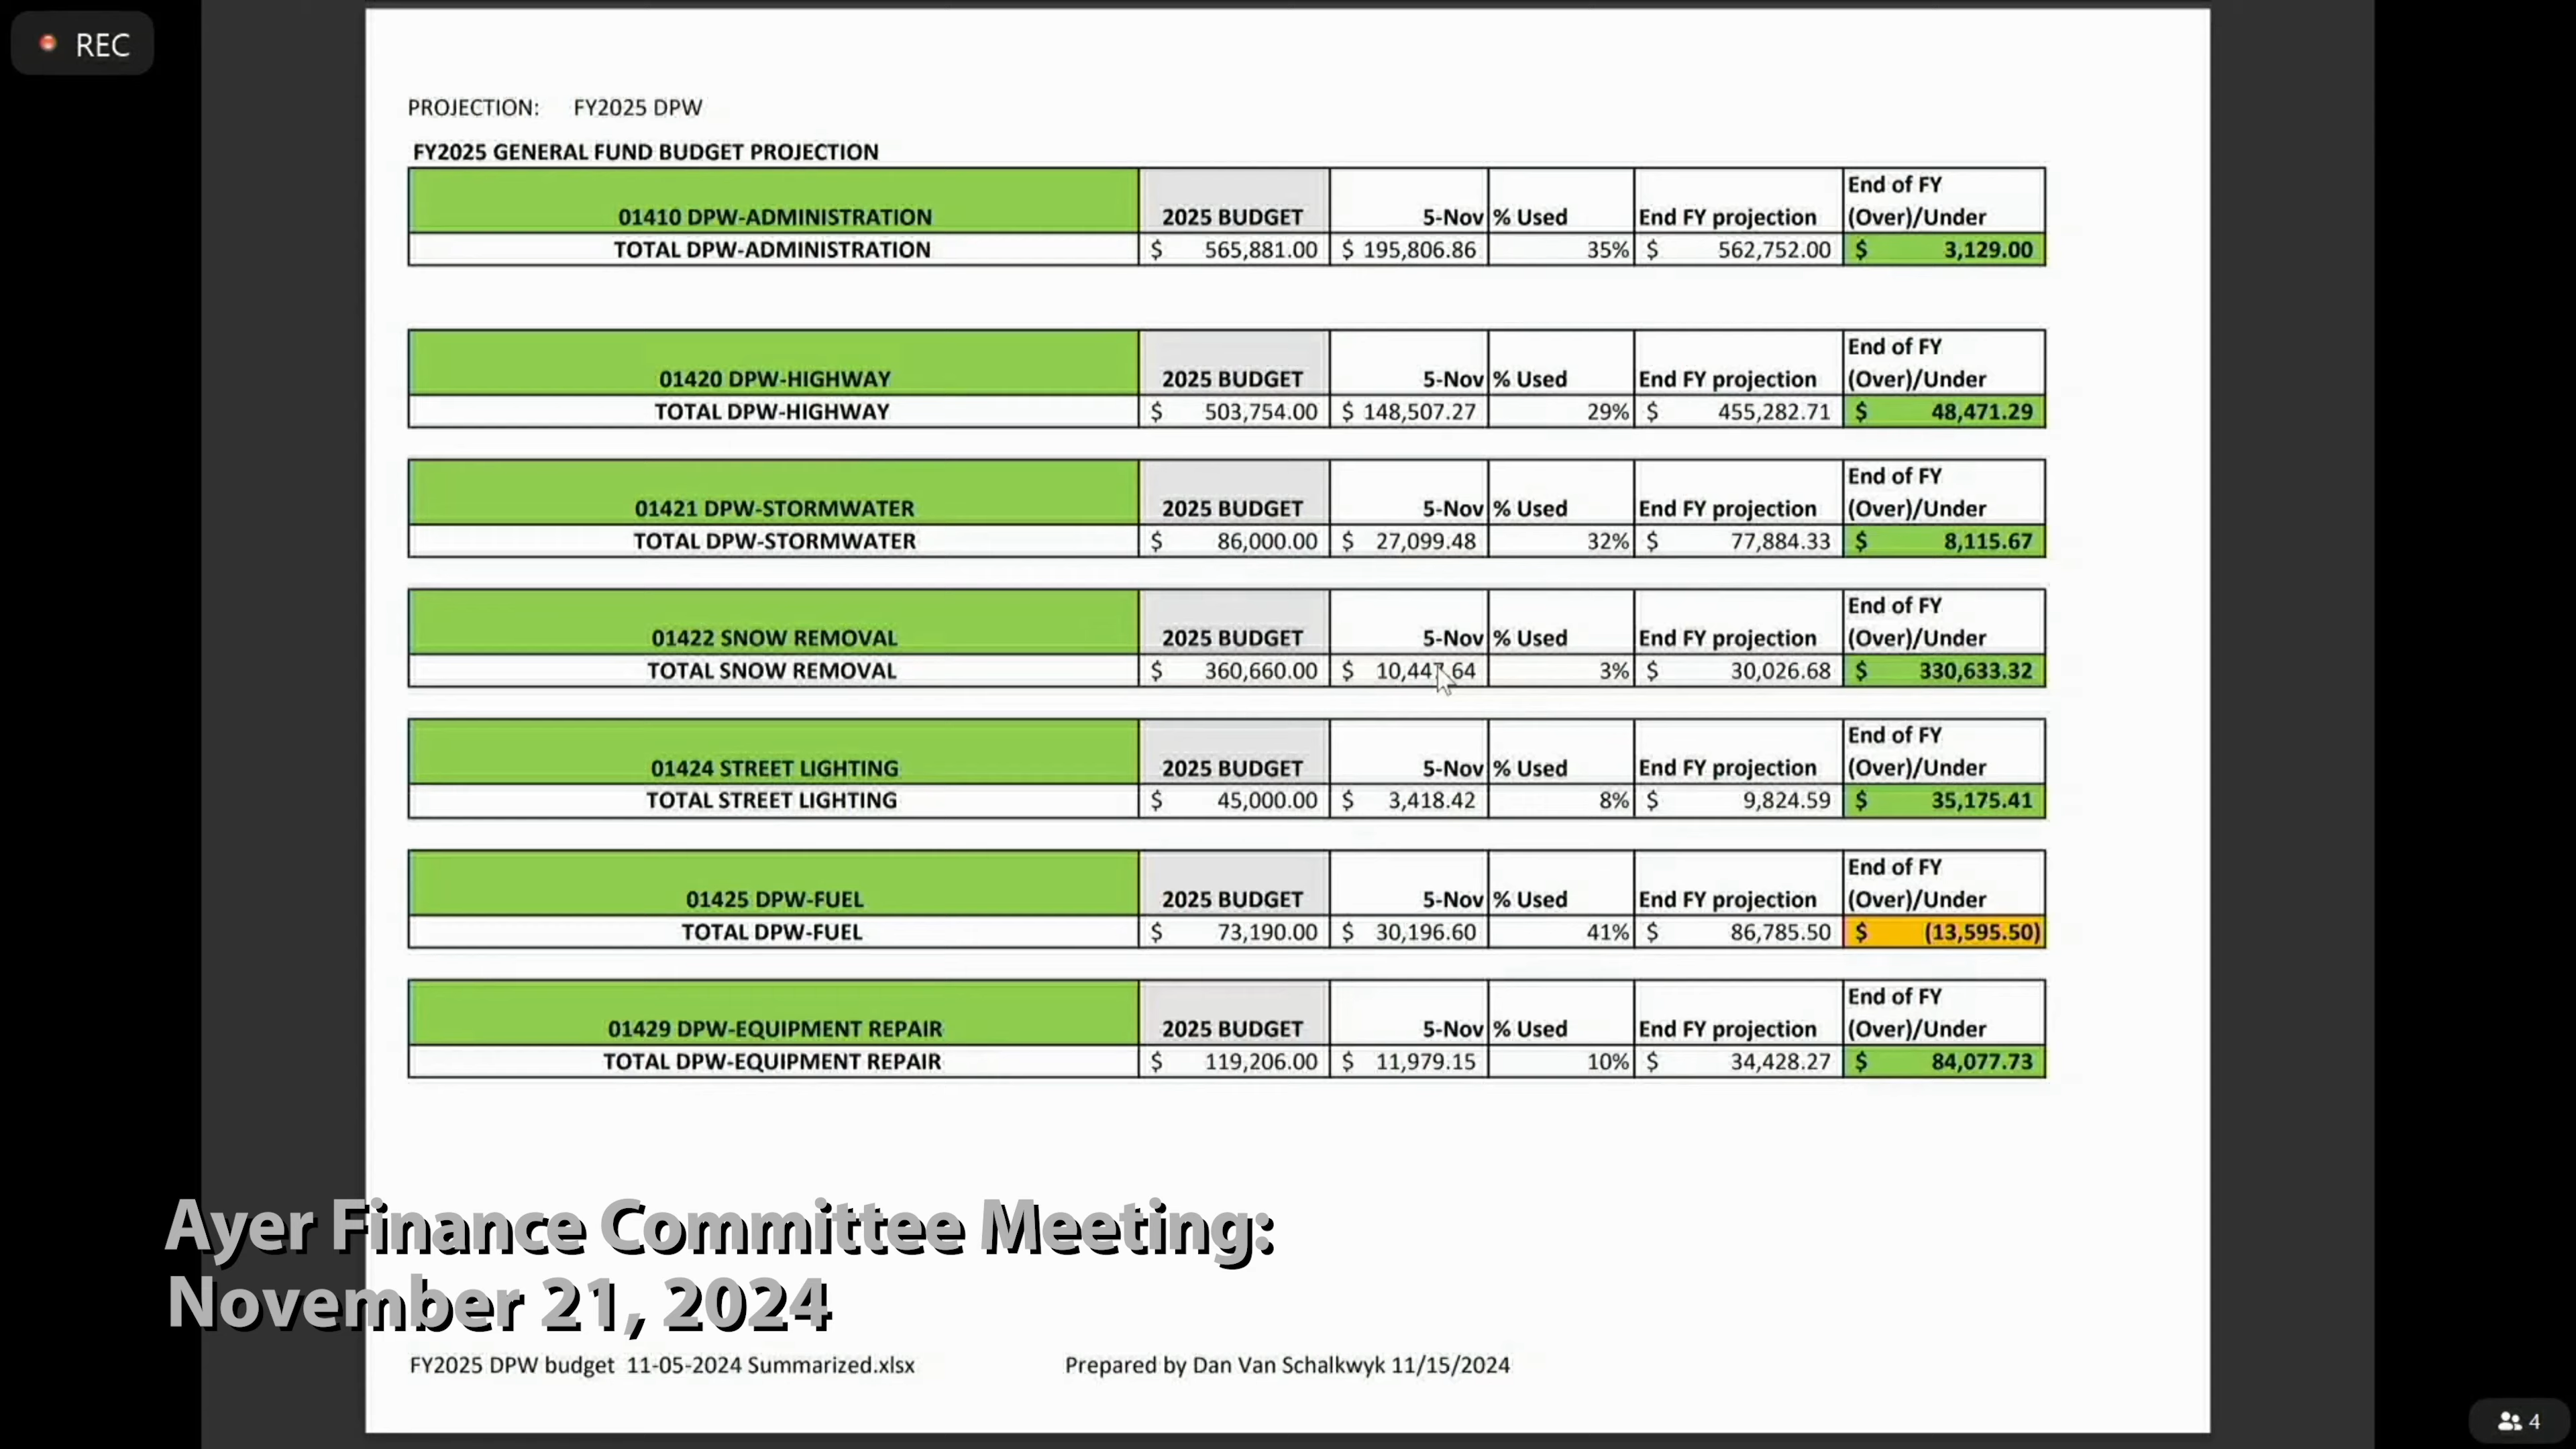 REC
PROJECTION: FY2025 DPW
FY2025 GENERAL FUND BUDGET PROJECTION
01410 DPW-ADMINISTRATION 2025 BUDGET 5-Nov % Used End FY projection End of FY (Over)/Under
TOTAL DPW-ADMINISTRATION $ 565,881.00 $ 195,806.86 35% $ 562,752.00 $ 3,129.00
01420 DPW-HIGHWAY 2025 BUDGET 5-Nov % Used End FY projection End of FY (Over)/Under
TOTAL DPW-HIGHWAY $ 503,754.00 $ 148,507.27 29% $ 455,282.71 $ 48,471.29
01421 DPW-STORMWATER 2025 BUDGET 5-Nov % Used End FY projection End of FY (Over)/Under
TOTAL DPW-STORMWATER $ 86,000.00 $ 27,099.48 32% $ 77,884.33 $ 8,115.67
01422 SNOW REMOVAL 2025 BUDGET 5-Nov % Used End FY projection End of FY (Over)/Under
TOTAL SNOW REMOVAL $ 360,660.00 $ 10,447.64 3% $ 30,026.68 $ 330,633.32
01424 STREET LIGHTING 2025 BUDGET 5-Nov % Used End FY projection End of FY (Over)/Under
TOTAL STREET LIGHTING $ 45,000.00 $ 3,418.42 8% $ 9,824.59 $ 35,175.41
01425 DPW-FUEL 2025 BUDGET 5-Nov % Used End FY projection End of FY (Over)/Under
TOTAL DPW-FUEL $ 73,190.00 $ 30,196.60 41% $ 86,785.50 $ (13,595.50)
01429 DPW-EQUIPMENT REPAIR 2025 BUDGET 5-Nov % Used End FY projection End of FY (Over)/Under
TOTAL DPW-EQUIPMENT REPAIR $ 119,206.00 $ 11,979.15 10% $ 34,428.27 $ 84,077.73
Ayer Finance Committee Meeting:
November 21, 2024
FY2025 DPW budget 11-05-2024 Summarized.xlsx Prepared by Dan Van Schalkwyk 11/15/2024
4